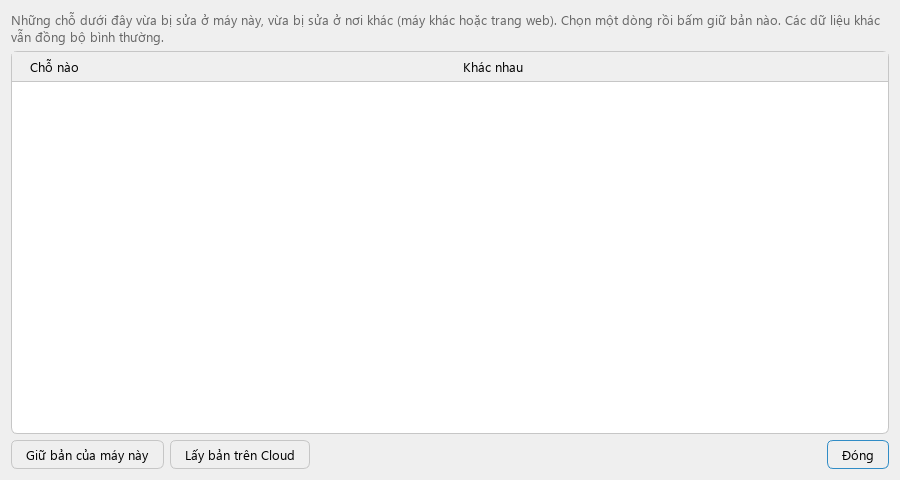 Những chỗ dưới đây vừa bị sửa ở máy này, vừa bị sửa ở nơi khác (máy khác hoặc trang web). Chọn một dòng rồi bấm giữ bản nào. Các dữ liệu khác
vẫn đồng bộ bình thường.
Chỗ nào Khác nhau
Giữ bản của máy này Lấy bản trên Cloud Đóng